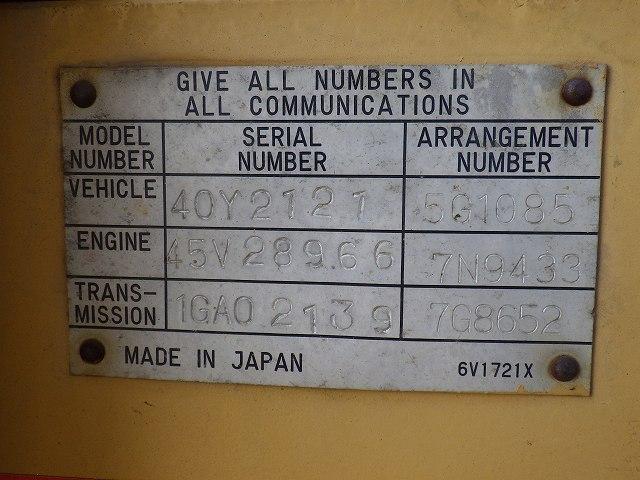 GIVE ALL NUMBERS IN
ALL COMMUNICATIONS
MODEL NUMBER SERIAL NUMBER ARRANGEMENT NUMBER
VEHICLE 40Y2121 5G1085
ENGINE 45V28966 7N9433
TRANS-MISSION 1GA02139 7G8652
MADE IN JAPAN 6V1721X